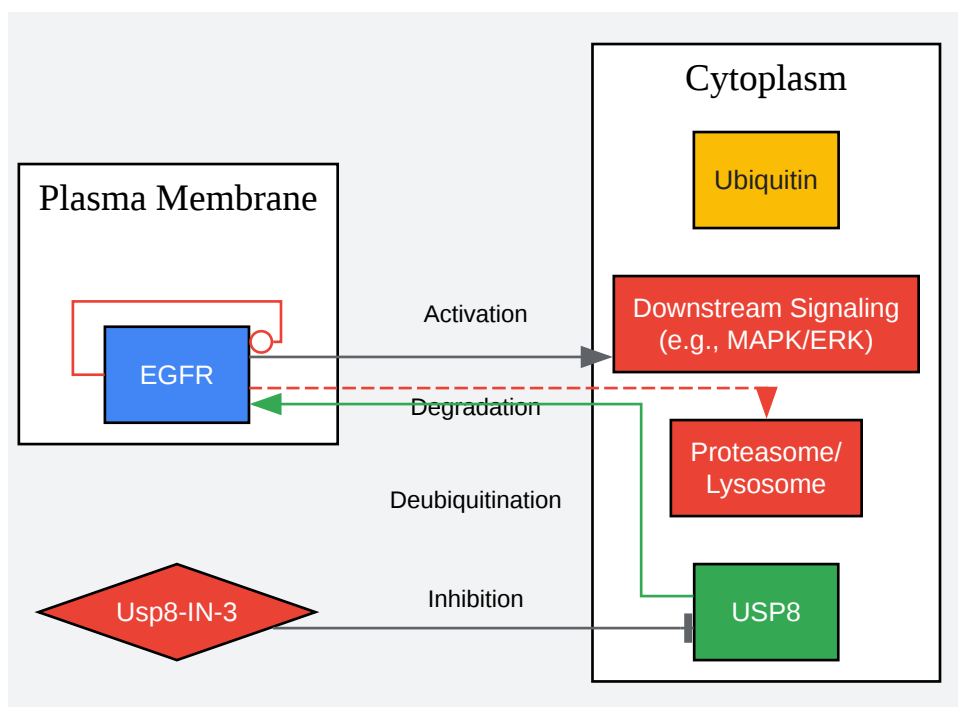 Cytoplasm
Ubiquitin
Plasma Membrane
Downstream Signaling
(e.g., MAPK/ERK)
Activation
EGFR
Degradation
Proteasome/
Lysosome
Deubiquitination
Inhibition
Usp8-IN-3
USP8